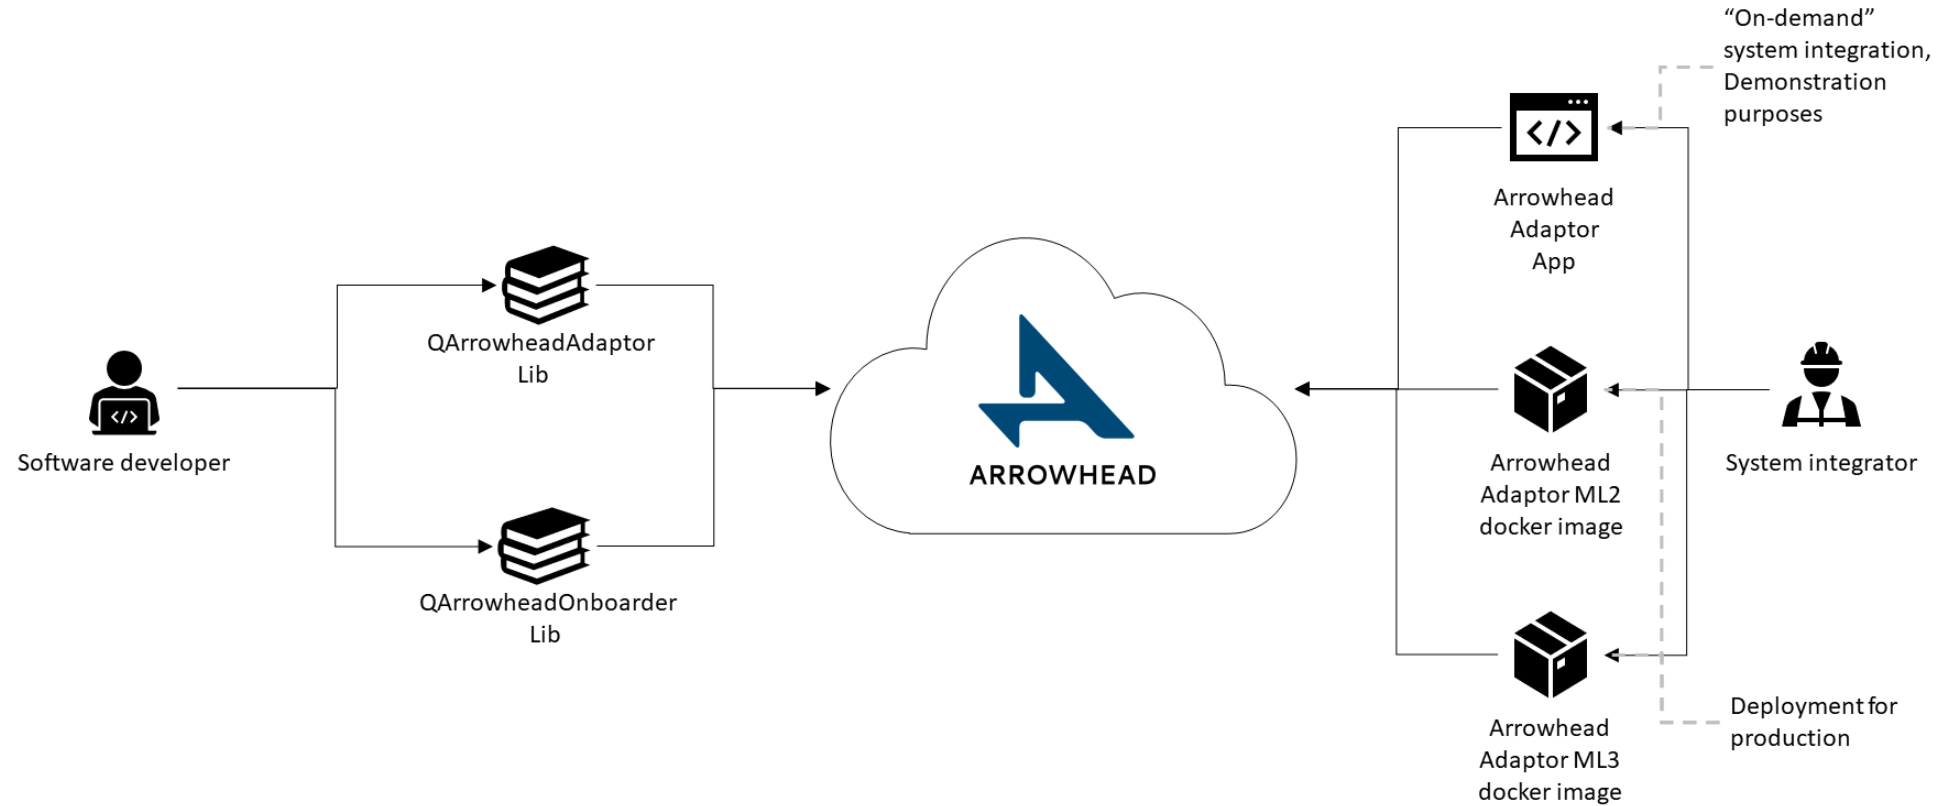 “On-demand”
system integration,
Demonstration
purposes
Arrowhead
Adaptor
App
QArrowheadAdaptor
Lib
Software developer
QArrowheadOnboarder
Lib
ARROWHEAD
Arrowhead
Adaptor ML2
docker image
System integrator
Arrowhead
Adaptor ML3
docker image
Deployment for
production